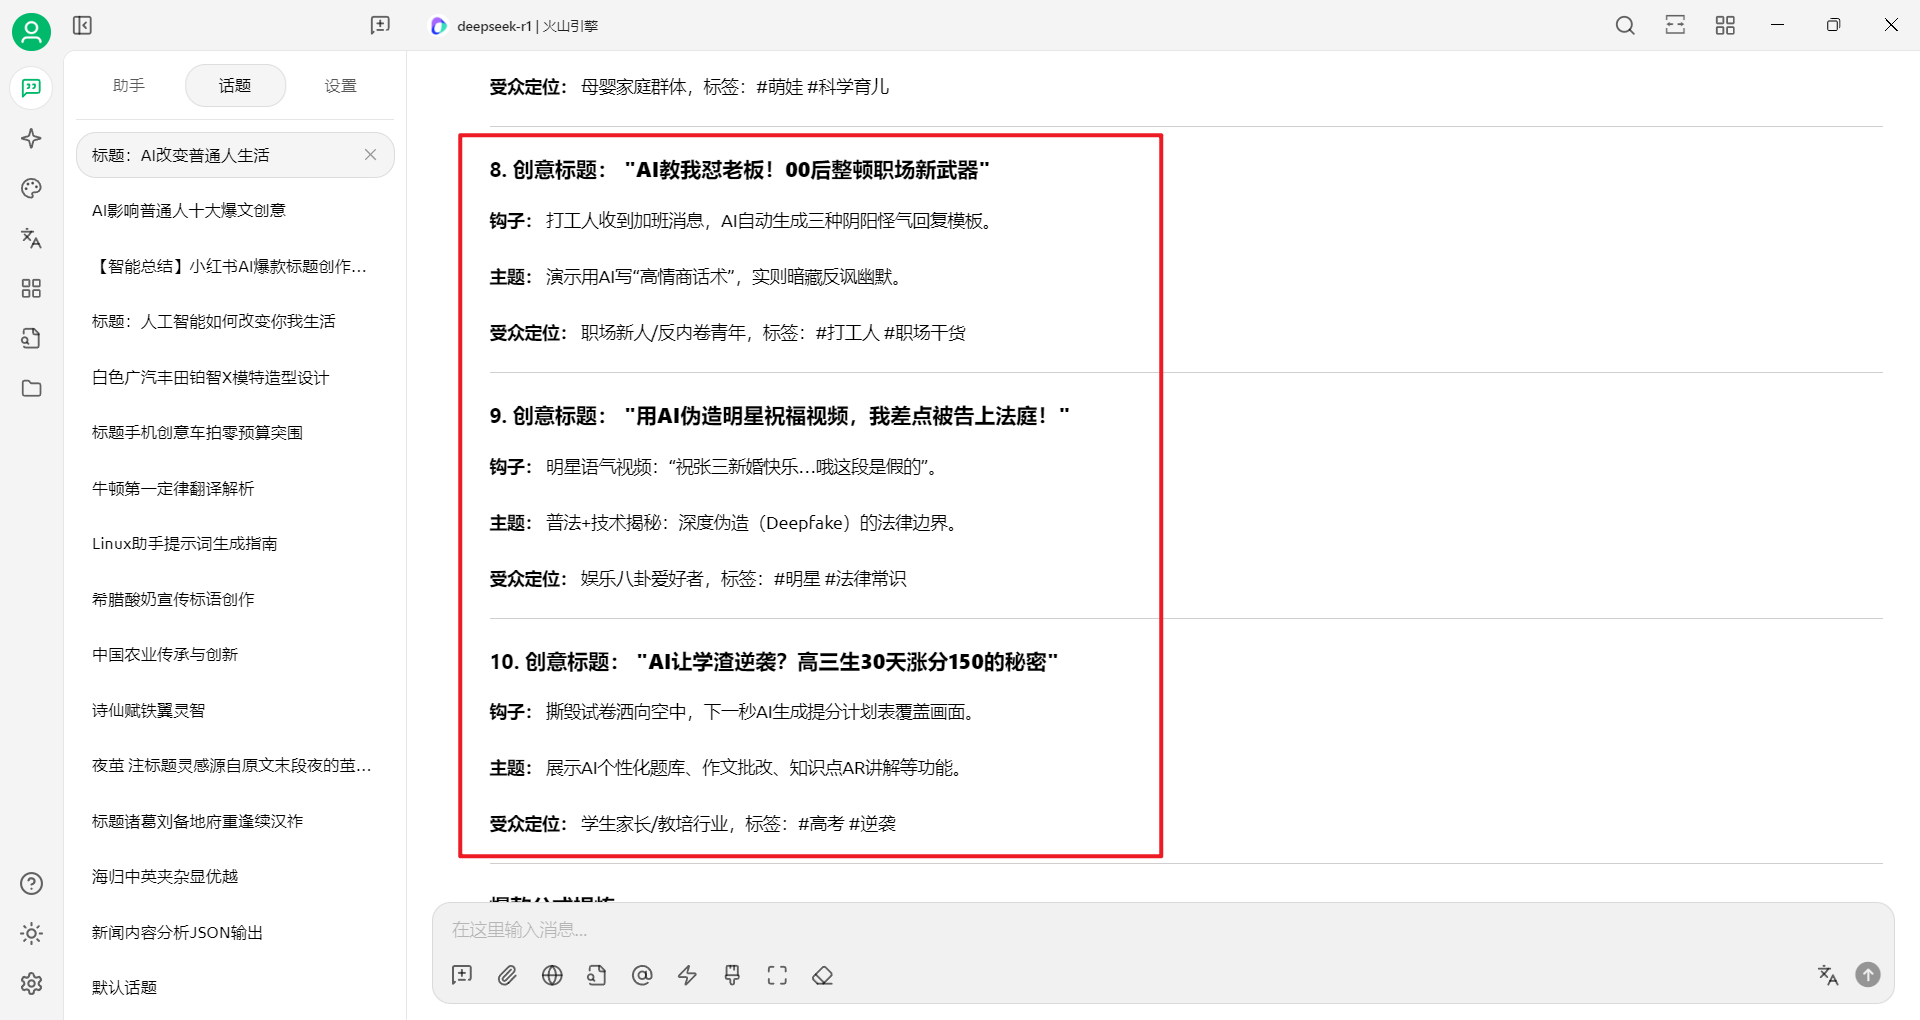 deepseek-r1 | 火山引擎
助手
话题
设置
标题：AI改变普通人生活
AI影响普通人十大爆文创意
【智能总结】小红书AI爆款标题创作...
标题：人工智能如何改变你我生活
白色广汽丰田铂智X模特造型设计
标题手机创意车拍零预算突围
牛顿第一定律翻译解析
Linux助手提示词生成指南
希腊酸奶宣传标语创作
中国农业传承与创新
诗仙赋铁翼灵智
夜茧 注标题灵感源自原文末段夜的茧...
标题诸葛刘备地府重逢续汉祚
海归中英夹杂显优越
新闻内容分析JSON输出
默认话题
受众定位： 母婴家庭群体，标签：#萌娃 #科学育儿
8. 创意标题： "AI教我怼老板！00后整顿职场新武器"
钩子： 打工人收到加班消息，AI自动生成三种阴阳怪气回复模板。
主题： 演示用AI写“高情商话术”，实则暗藏反讽幽默。
受众定位： 职场新人/反内卷青年，标签：#打工人 #职场干货
9. 创意标题： "用AI伪造明星祝福视频，我差点被告上法庭！"
钩子： 明星语气视频：“祝张三新婚快乐...哦这段是假的”。
主题： 普法+技术揭秘：深度伪造（Deepfake）的法律边界。
受众定位： 娱乐八卦爱好者，标签：#明星 #法律常识
10. 创意标题： "AI让学渣逆袭？高三生30天涨分150的秘密"
钩子： 撕毁试卷洒向空中，下一秒AI生成提分计划表覆盖画面。
主题： 展示AI个性化题库、作文批改、知识点AR讲解等功能。
受众定位： 学生家长/教培行业，标签：#高考 #逆袭
在这里输入消息...